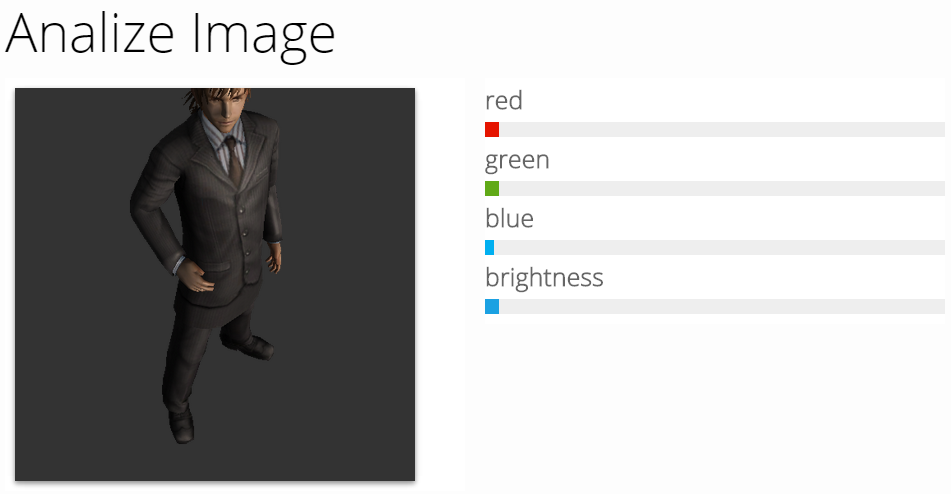 Analize Image
red
green
blue
brightness